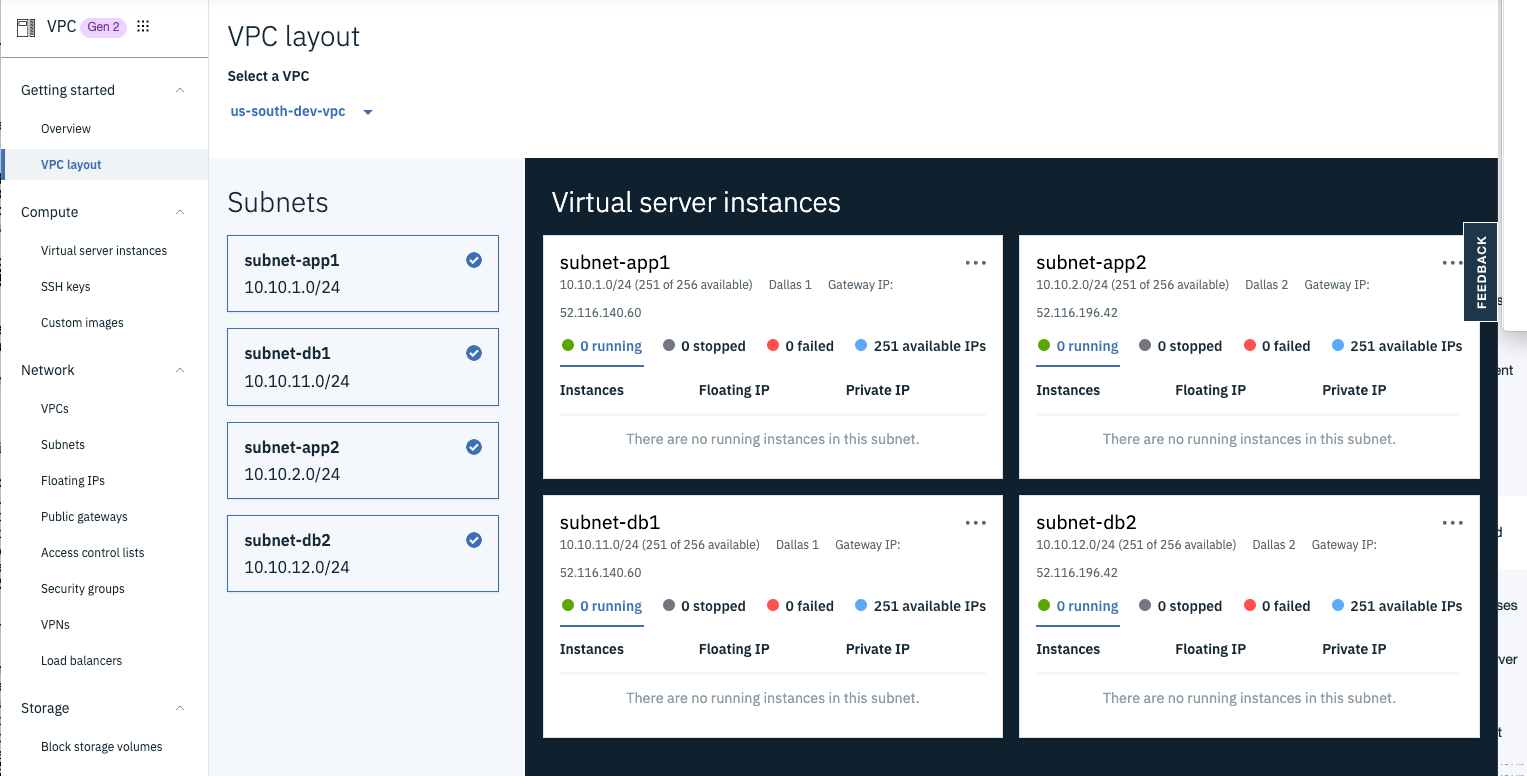 VPC Gen 2
Getting started
Overview
VPC layout
Compute
Virtual server instances
SSH keys
Custom images
Network
VPCs
Subnets
Floating IPs
Public gateways
Access control lists
Security groups
VPNs
Load balancers
Storage
Block storage volumes
VPC layout
Select a VPC
us-south-dev-vpc
Subnets
subnet-app1
10.10.1.0/24
subnet-db1
10.10.11.0/24
subnet-app2
10.10.2.0/24
subnet-db2
10.10.12.0/24
Virtual server instances
subnet-app1
10.10.1.0/24 (251 of 256 available) Dallas 1 Gateway IP:
52.116.140.60
0 running 0 stopped 0 failed 251 available IPs
Instances Floating IP Private IP
There are no running instances in this subnet.
subnet-app2
10.10.2.0/24 (251 of 256 available) Dallas 2 Gateway IP:
52.116.196.42
0 running 0 stopped 0 failed 251 available IPs
Instances Floating IP Private IP
There are no running instances in this subnet.
subnet-db1
10.10.11.0/24 (251 of 256 available) Dallas 1 Gateway IP:
52.116.140.60
0 running 0 stopped 0 failed 251 available IPs
Instances Floating IP Private IP
There are no running instances in this subnet.
subnet-db2
10.10.12.0/24 (251 of 256 available) Dallas 2 Gateway IP:
52.116.196.42
0 running 0 stopped 0 failed 251 available IPs
Instances Floating IP Private IP
There are no running instances in this subnet.
FEEDBACK